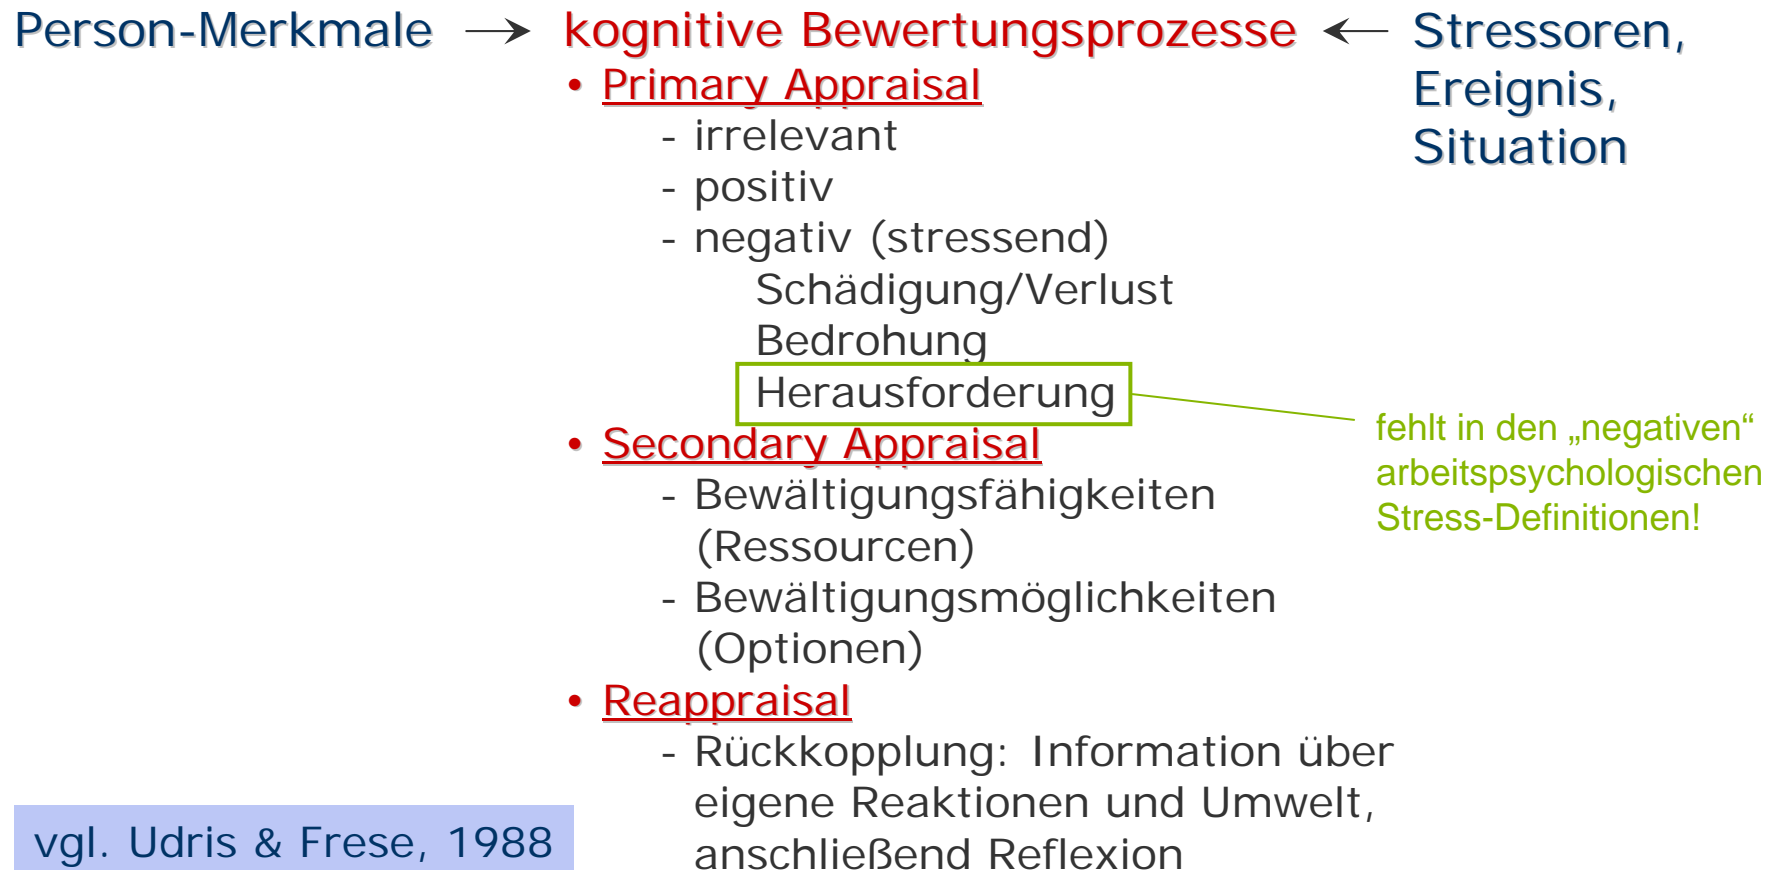 Person-Merkmale → kognitive Bewertungsprozesse ← Stressoren,
Ereignis,
Situation
• Primary Appraisal
- irrelevant
- positiv
- negativ (stressend)
Schädigung/Verlust
Bedrohung
Herausforderung
fehlt in den „negativen“
arbeitspsychologischen
Stress-Definitionen!
• Secondary Appraisal
- Bewältigungsfähigkeiten
(Ressourcen)
- Bewältigungsmöglichkeiten
(Optionen)
• Reappraisal
- Rückkopplung: Information über
eigene Reaktionen und Umwelt,
anschließend Reflexion
vgl. Udris & Frese, 1988